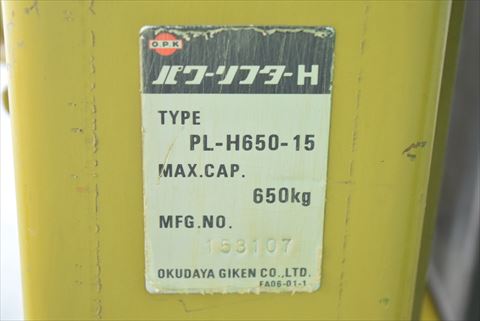 O.P.K
パワーリフターH
TYPE
PL-H650-15
MAX.CAP.
650kg
MFG.NO.
153107
OKUDAYA GIKEN CO.,LTD.
FA06-01-1